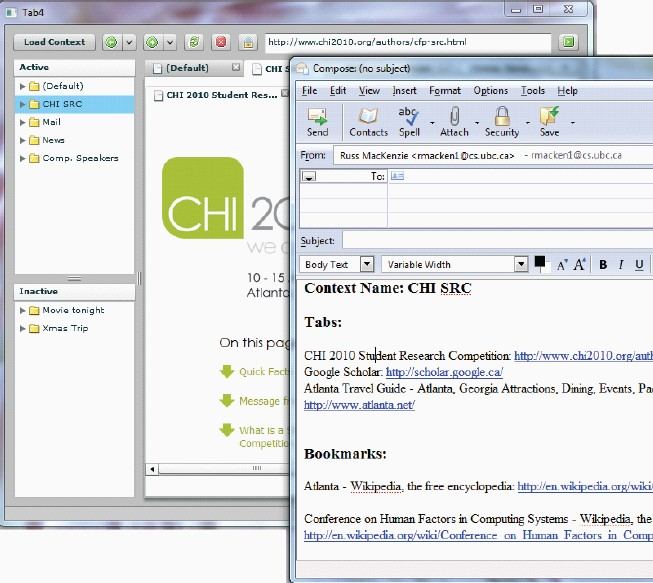 Tab4
Load Context
http://www.chi2010.org/authors/cfp-src.html
Active
(Default)
CHI SRC
Mail
News
Comp. Speakers
Inactive
Movie tonight
Xmas Trip
(Default)
CHI S
CHI 2010 Student Res...
CHI 20
we a
10 - 15
Atlanta
On this pag
Quick Facts
Message fr
What is a S
Competitio
Compose: (no subject)
File Edit View Insert Format Options Tools Help
Send Contacts Spell Attach Security Save
From: Russ MacKenzie <rmacken1@cs.ubc.ca> - rmacken1@cs.ubc.ca
To:
Subject:
Body Text Variable Width A A B I U
Context Name: CHI SRC
Tabs:
CHI 2010 Student Research Competition: http://www.chi2010.org/auth
Google Scholar: http://scholar.google.ca/
Atlanta Travel Guide - Atlanta, Georgia Attractions, Dining, Events, Pa
http://www.atlanta.net/
Bookmarks:
Atlanta - Wikipedia, the free encyclopedia: http://en.wikipedia.org/wiki/
Conference on Human Factors in Computing Systems - Wikipedia, the
http://en.wikipedia.org/wiki/Conference_on_Human_Factors_in_Comp